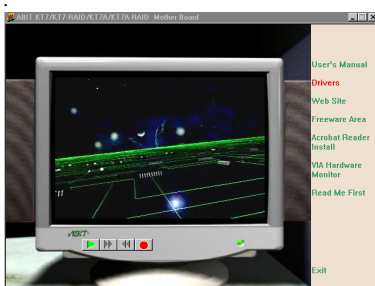 ABIT KT7/KT7-RAID/KT7A/KT7A-RAID Mother Board
User's Manual
Drivers
Web Site
Freeware Area
Acrobat Reader
Install
VIA Hardware
Monitor
Read Me First
ABIT
Exit